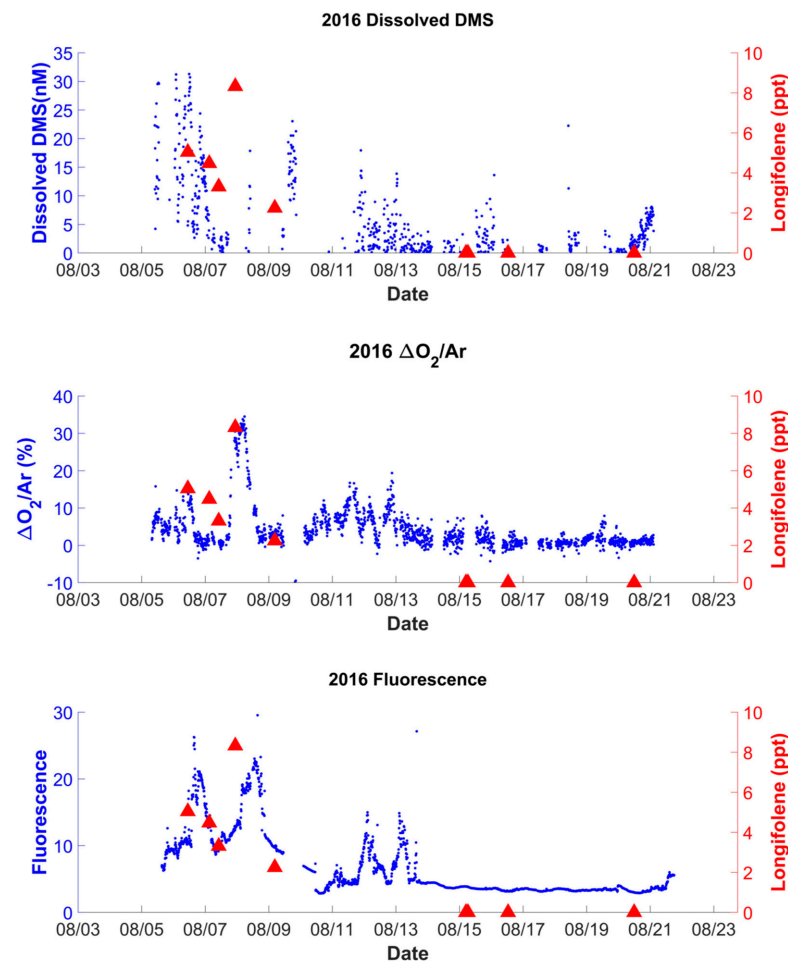 2016 Dissolved DMS
35
30
25
20
15
10
5
0
Dissolved DMS(nM)
10
8
6
4
2
0
Longifolene (ppt)
08/03 08/05 08/07 08/09 08/11 08/13 08/15 08/17 08/19 08/21 08/23
Date
2016 ΔO₂/Ar
40
30
20
10
0
-10
ΔO₂/Ar (%)
10
8
6
4
2
0
Longifolene (ppt)
08/03 08/05 08/07 08/09 08/11 08/13 08/15 08/17 08/19 08/21 08/23
Date
2016 Fluorescence
30
20
10
0
Fluorescence
10
8
6
4
2
0
Longifolene (ppt)
08/03 08/05 08/07 08/09 08/11 08/13 08/15 08/17 08/19 08/21 08/23
Date